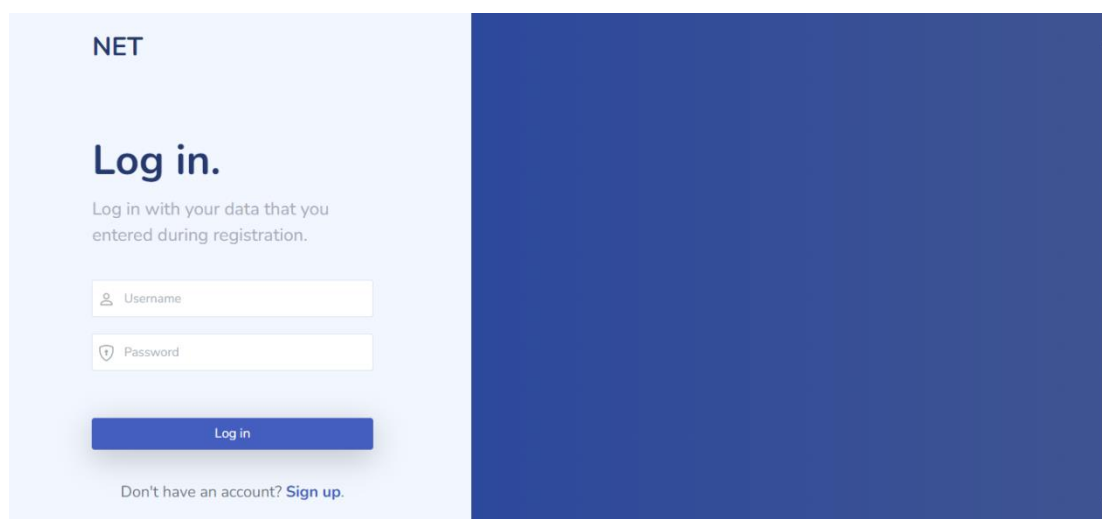 NET
Log in.
Log in with your data that you
entered during registration.
Username
Password
Log in
Don't have an account? Sign up.